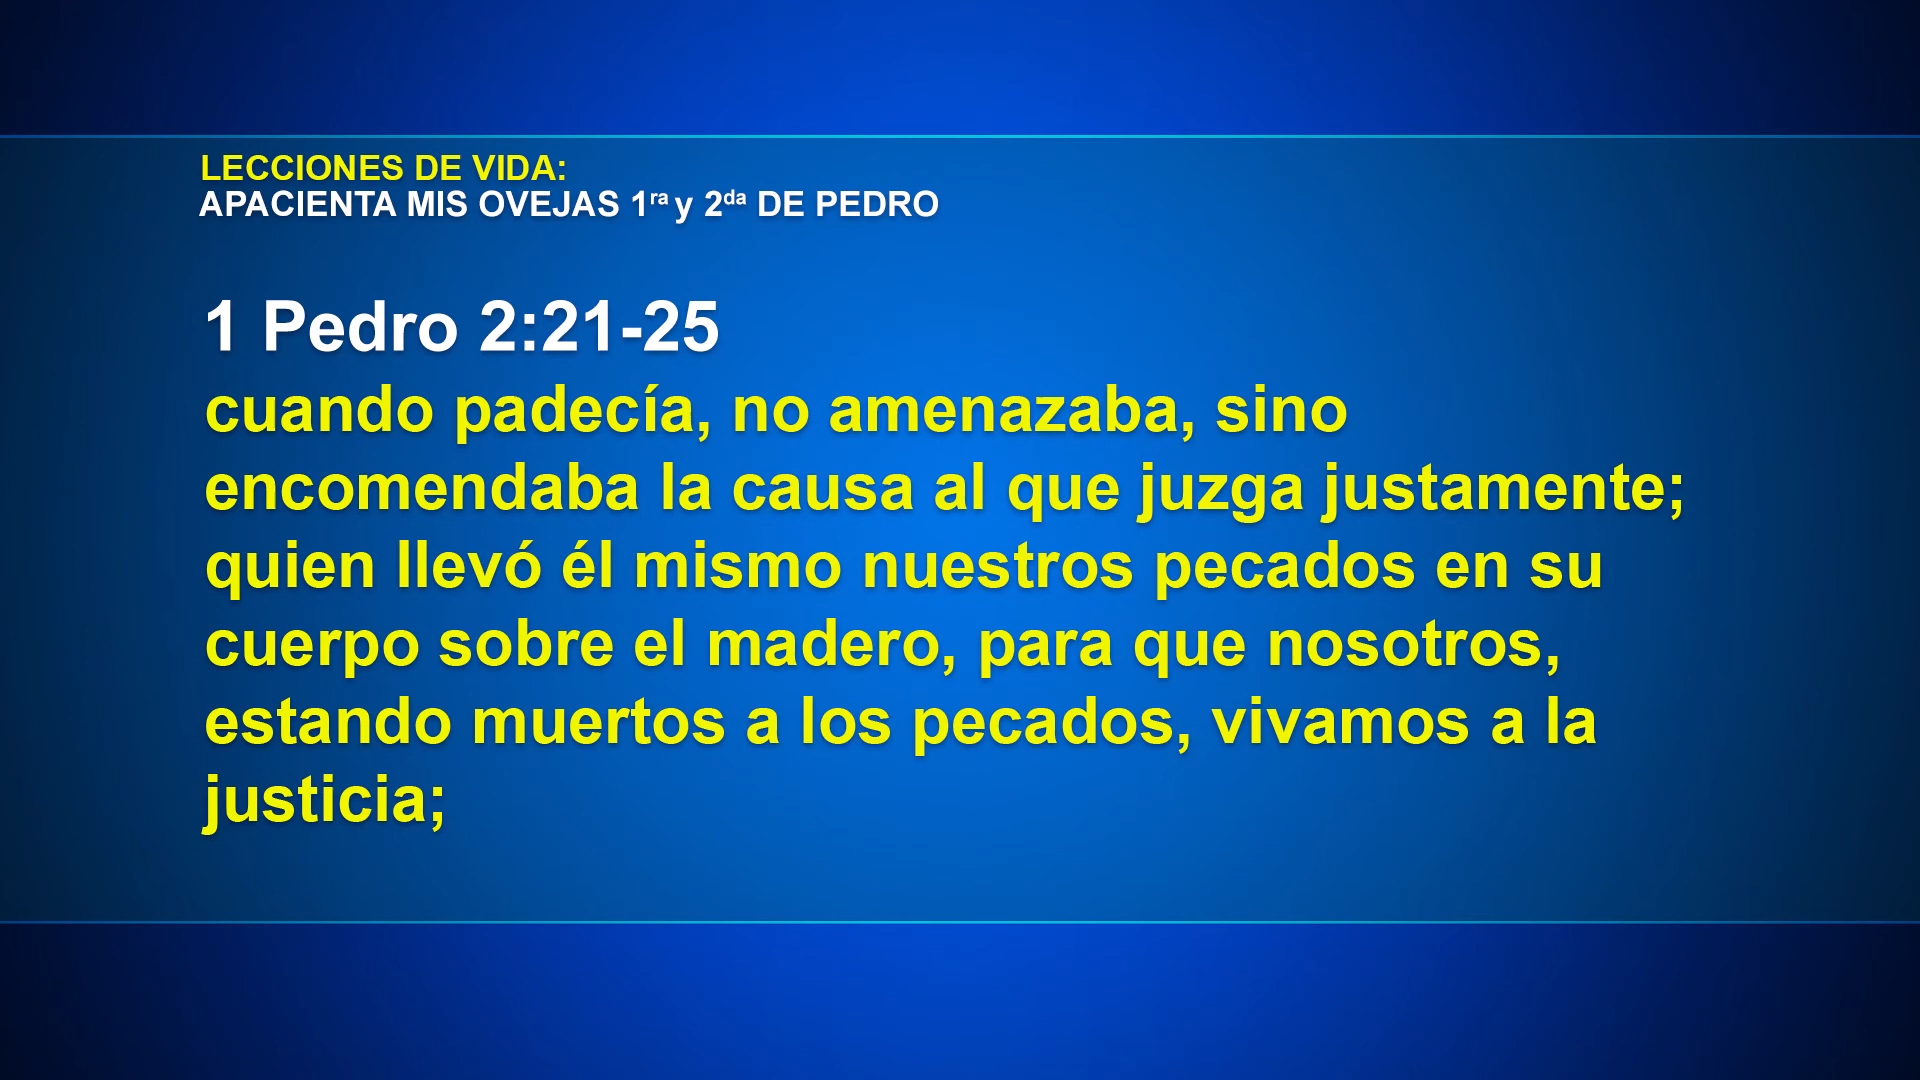 LECCIONES DE VIDA:
APACIENTA MIS OVEJAS 1ra y 2da DE PEDRO
1 Pedro 2:21-25
cuando padecía, no amenazaba, sino
encomendaba la causa al que juzga justamente;
quien llevó él mismo nuestros pecados en su
cuerpo sobre el madero, para que nosotros,
estando muertos a los pecados, vivamos a la
justicia;